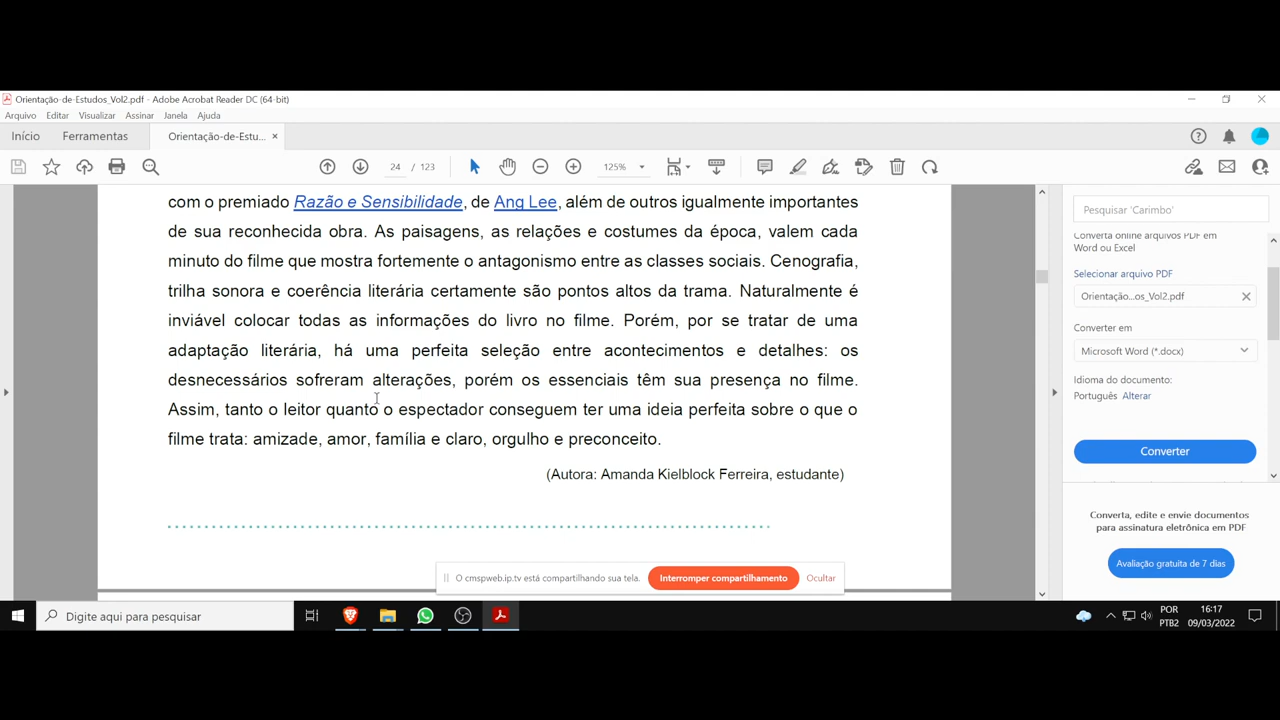 Orientação-de-Estudos_Vol2.pdf - Adobe Acrobat Reader DC (64-bit)
Arquivo Editar Visualizar Assinar Janela Ajuda
Início Ferramentas Orientação-de-Estu... ×
24 / 123 125%
com o premiado Razão e Sensibilidade, de Ang Lee, além de outros igualmente importantes
de sua reconhecida obra. As paisagens, as relações e costumes da época, valem cada
minuto do filme que mostra fortemente o antagonismo entre as classes sociais. Cenografia,
trilha sonora e coerência literária certamente são pontos altos da trama. Naturalmente é
inviável colocar todas as informações do livro no filme. Porém, por se tratar de uma
adaptação literária, há uma perfeita seleção entre acontecimentos e detalhes: os
desnecessários sofreram alterações, porém os essenciais têm sua presença no filme.
Assim, tanto o leitor quanto o espectador conseguem ter uma ideia perfeita sobre o que o
filme trata: amizade, amor, família e claro, orgulho e preconceito.
(Autora: Amanda Kielblock Ferreira, estudante)
Pesquisar 'Carimbo'
Converta online arquivos PDF em
Word ou Excel
Selecionar arquivo PDF
Orientação...os_Vol2.pdf
Converter em
Microsoft Word (*.docx)
Idioma do documento:
Português Alterar
Converter
Converta, edite e envie documentos
para assinatura eletrônica em PDF
Avaliação gratuita de 7 dias
O cmspweb.ip.tv está compartilhando sua tela. Interromper compartilhamento Ocultar
Digite aqui para pesquisar
POR
PTB2
16:17
09/03/2022